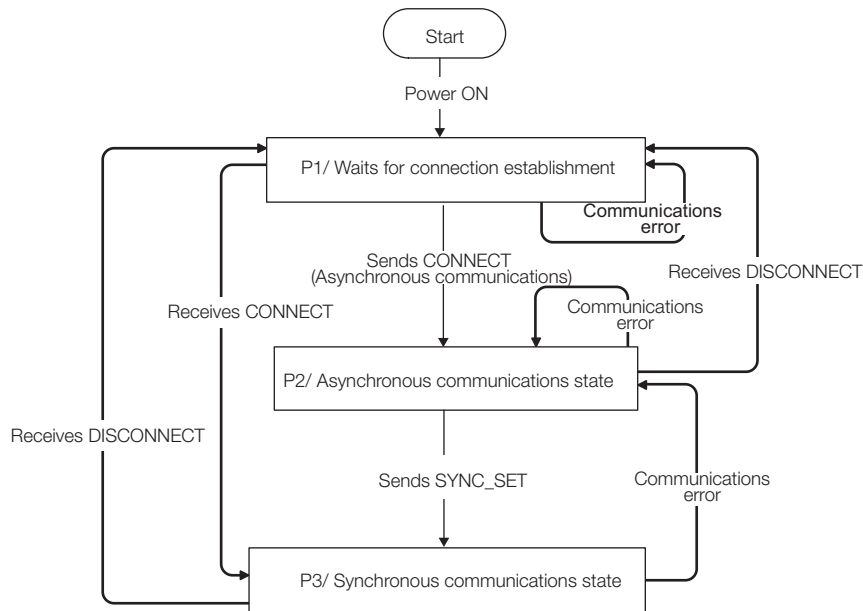 Start
Power ON
P1/ Waits for connection establishment
Communications
error
Sends CONNECT
(Asynchronous communications)
Receives DISCONNECT
Receives CONNECT
Communications
error
P2/ Asynchronous communications state
Receives DISCONNECT
Sends SYNC_SET
Communications
error
P3/ Synchronous communications state